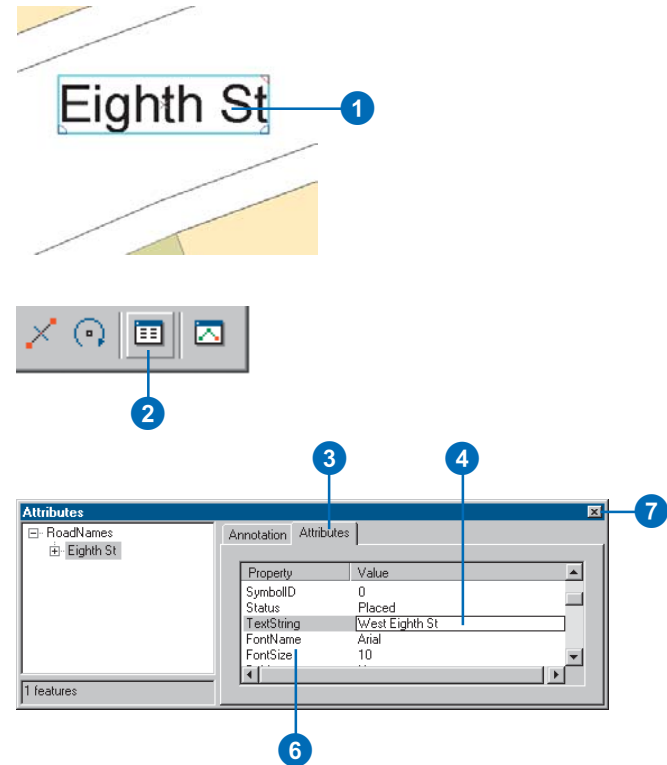 Eighth St
1
2
3
4
Attributes
7
RoadNames
Eighth St
Annotation Attributes
Property Value
SymbolID 0
Status Placed
TextString West Eighth St
FontName Arial
FontSize 10
1 features
6